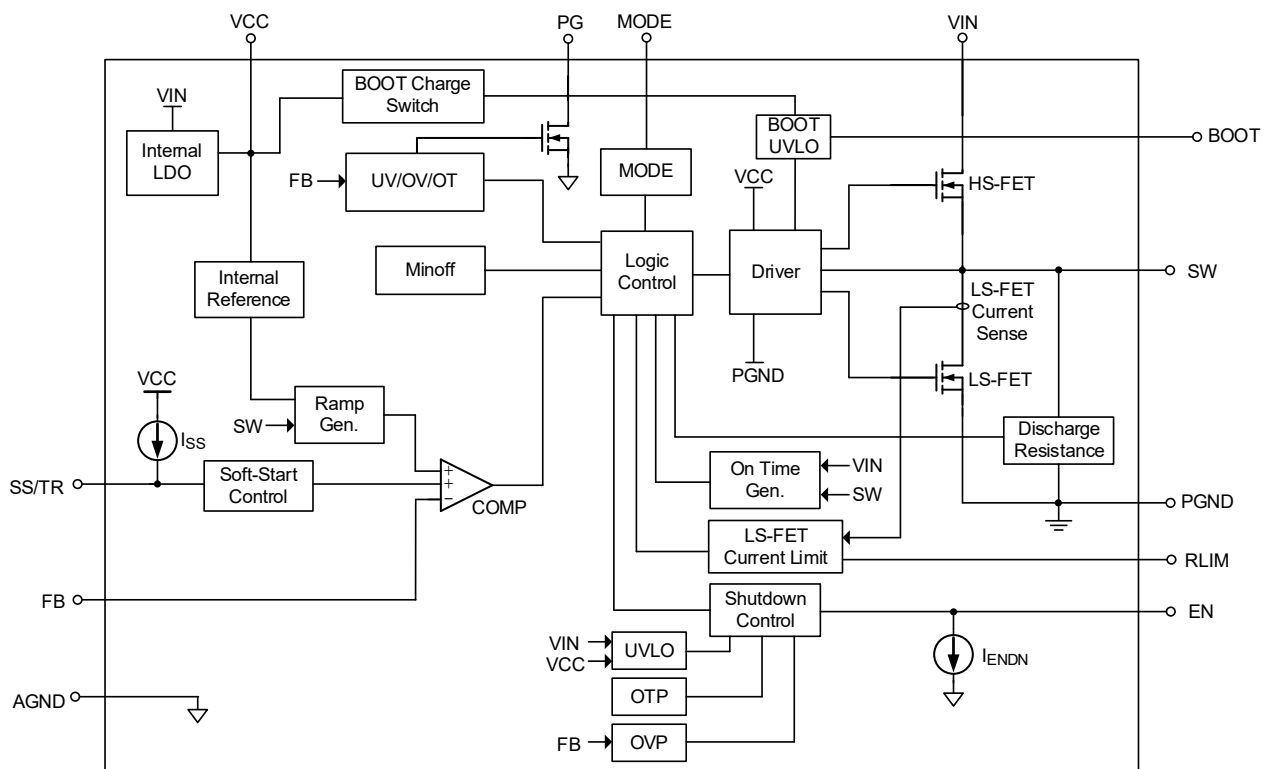 VCC
PG
MODE
VIN
VIN
BOOT Charge
Switch
Internal
LDO
BOOT
UVLO
BOOT
FB
UV/OV/OT
MODE
VCC
HS-FET
Minoff
Logic
Control
Driver
SW
Internal
Reference
LS-FET
Current
Sense
PGND
LS-FET
VCC
ISS
SW
Ramp
Gen.
Discharge
Resistance
SS/TR
Soft-Start
Control
+
+
−
COMP
On Time
Gen.
VIN
SW
PGND
LS-FET
Current Limit
RLIM
FB
Shutdown
Control
EN
VIN
VCC
UVLO
IENDN
OTP
AGND
FB
OVP